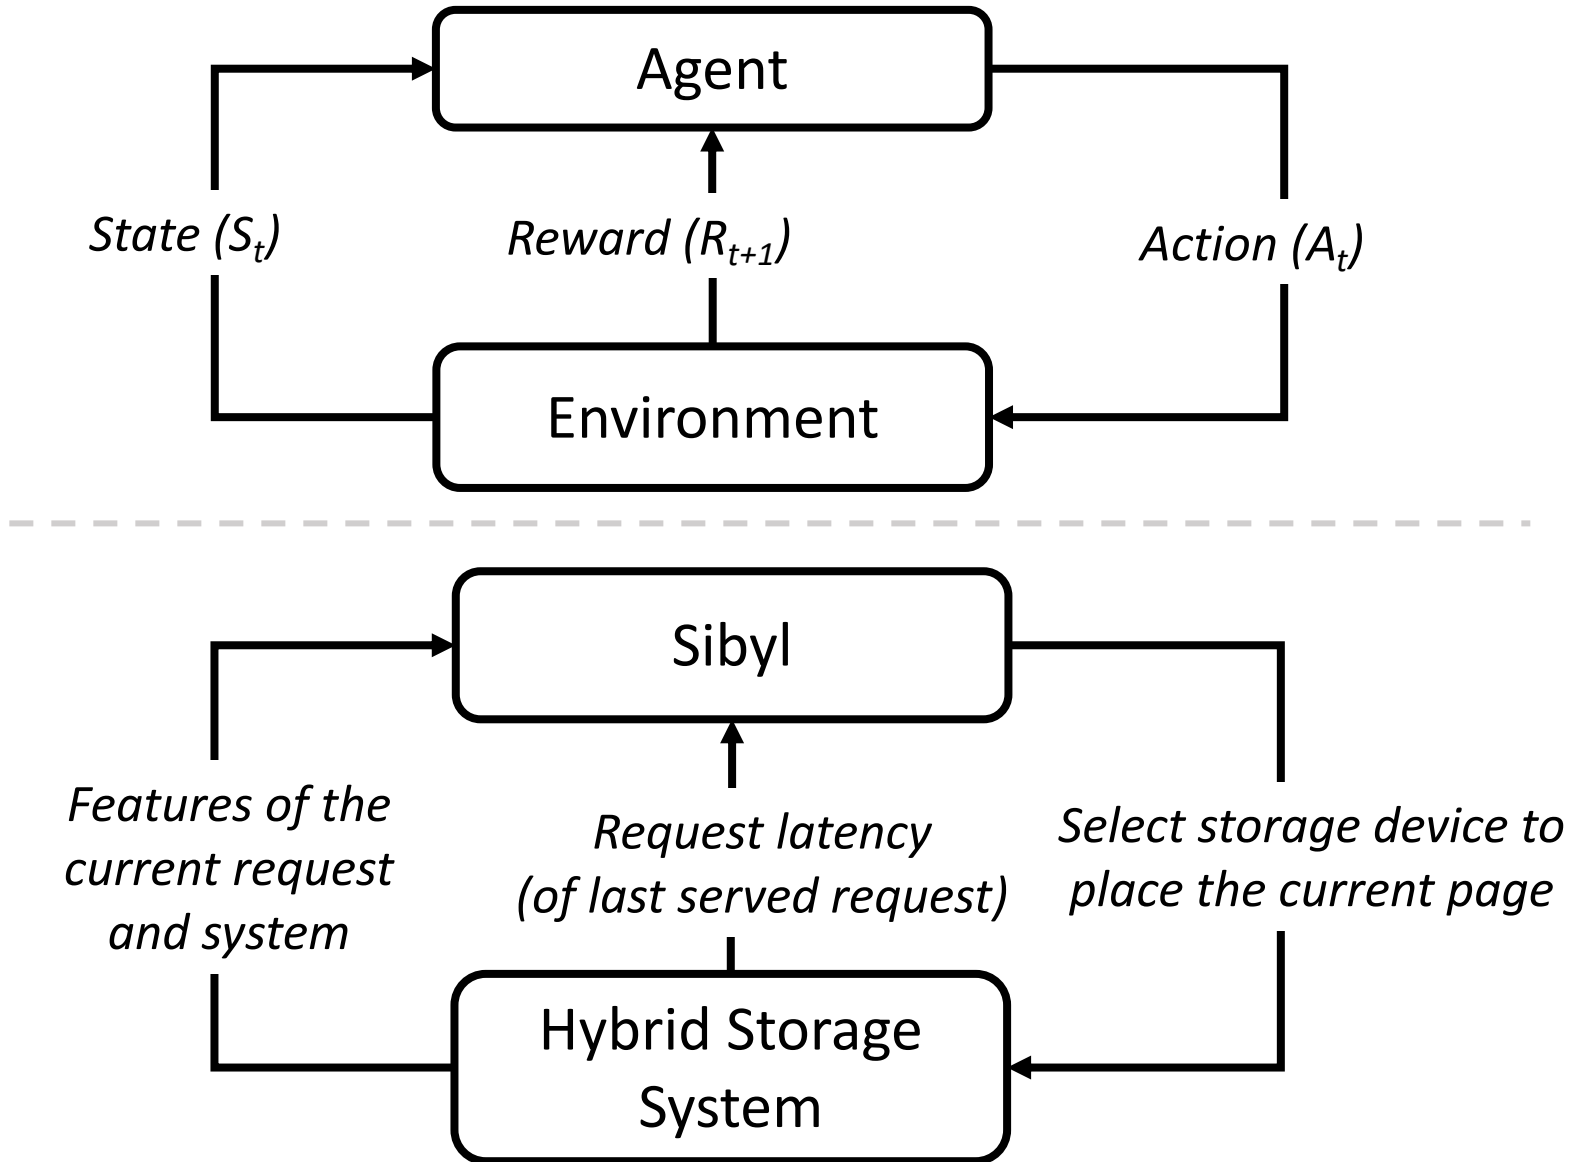 Agent
State (Sₜ)
Reward (Rₜ₊₁)
Action (Aₜ)
Environment
Sibyl
Features of the
current request
and system
Request latency
(of last served request)
Select storage device to
place the current page
Hybrid Storage
System